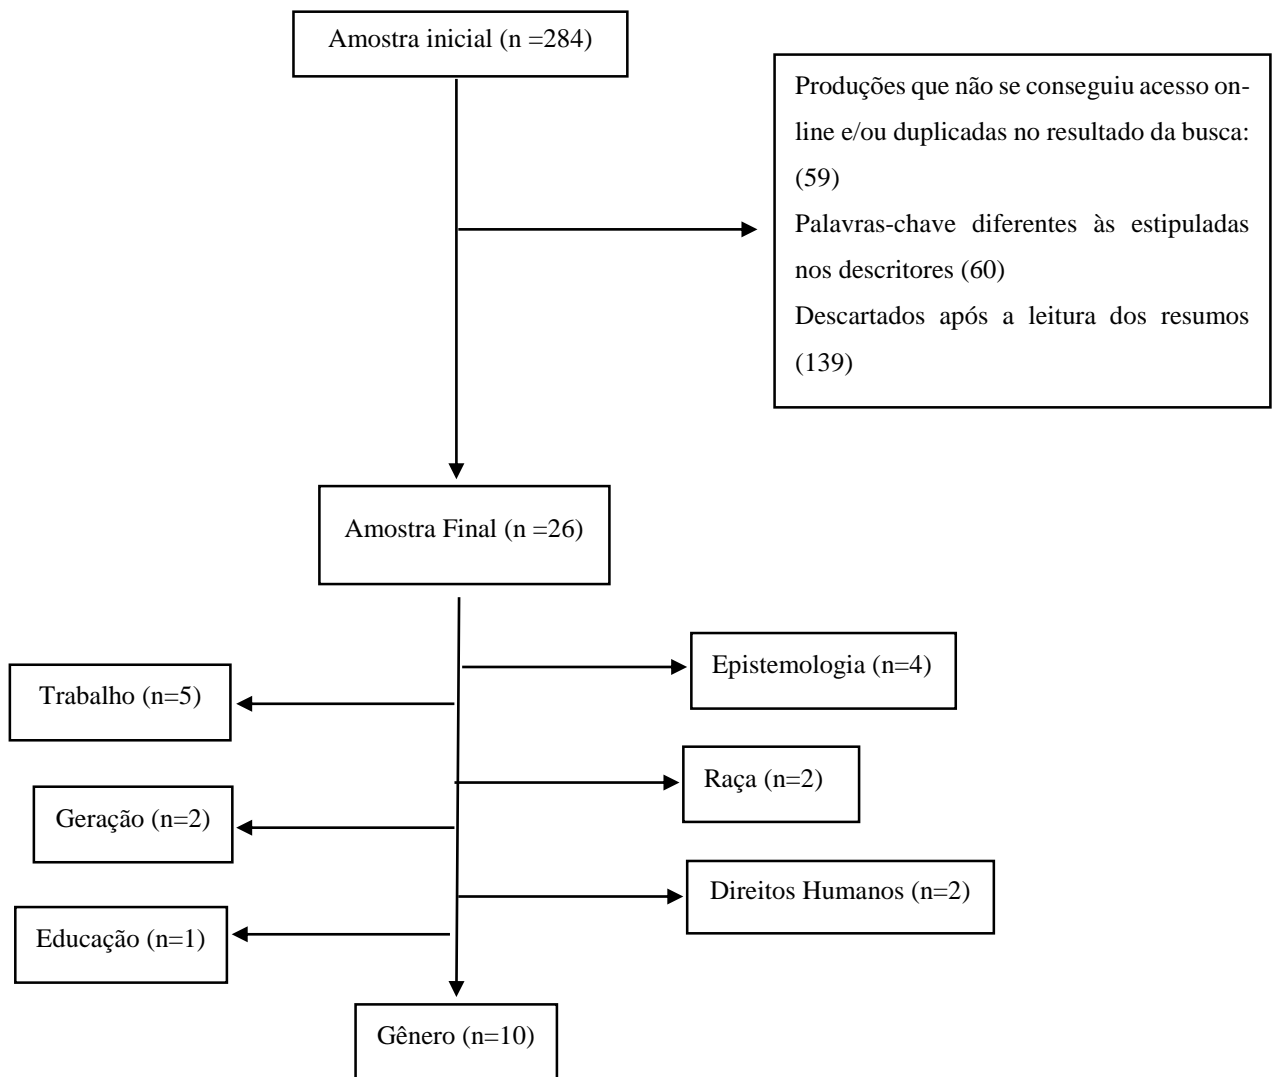 Amostra inicial (n =284)
Produções que não se conseguiu acesso on-
line e/ou duplicadas no resultado da busca:
(59)
Palavras-chave diferentes às estipuladas
nos descritores (60)
Descartados após a leitura dos resumos
(139)
Amostra Final (n =26)
Epistemologia (n=4)
Trabalho (n=5)
Raça (n=2)
Geração (n=2)
Direitos Humanos (n=2)
Educação (n=1)
Gênero (n=10)